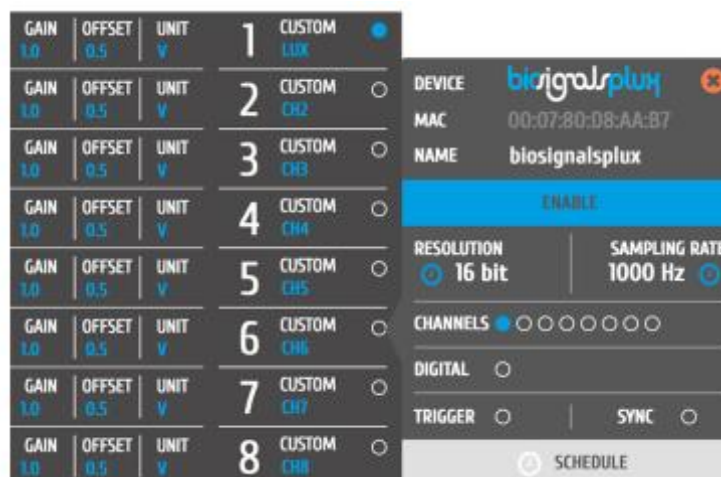 GAIN OFFSET UNIT 1 CUSTOM
1.0 0.5 V LUX
GAIN OFFSET UNIT 2 CUSTOM
1.0 0.5 V CH2
GAIN OFFSET UNIT 3 CUSTOM
1.0 0.5 V CH3
GAIN OFFSET UNIT 4 CUSTOM
1.0 0.5 V CH4
GAIN OFFSET UNIT 5 CUSTOM
1.0 0.5 V CH5
GAIN OFFSET UNIT 6 CUSTOM
1.0 0.5 V CH6
GAIN OFFSET UNIT 7 CUSTOM
1.0 0.5 V CH7
GAIN OFFSET UNIT 8 CUSTOM
1.0 0.5 V CH8
DEVICE biosignalsplux
MAC 00:07:80:D8:AA:B7
NAME biosignalsplux
ENABLE
RESOLUTION SAMPLING RATE
16 bit 1000 Hz
CHANNELS
DIGITAL
TRIGGER SYNC
SCHEDULE